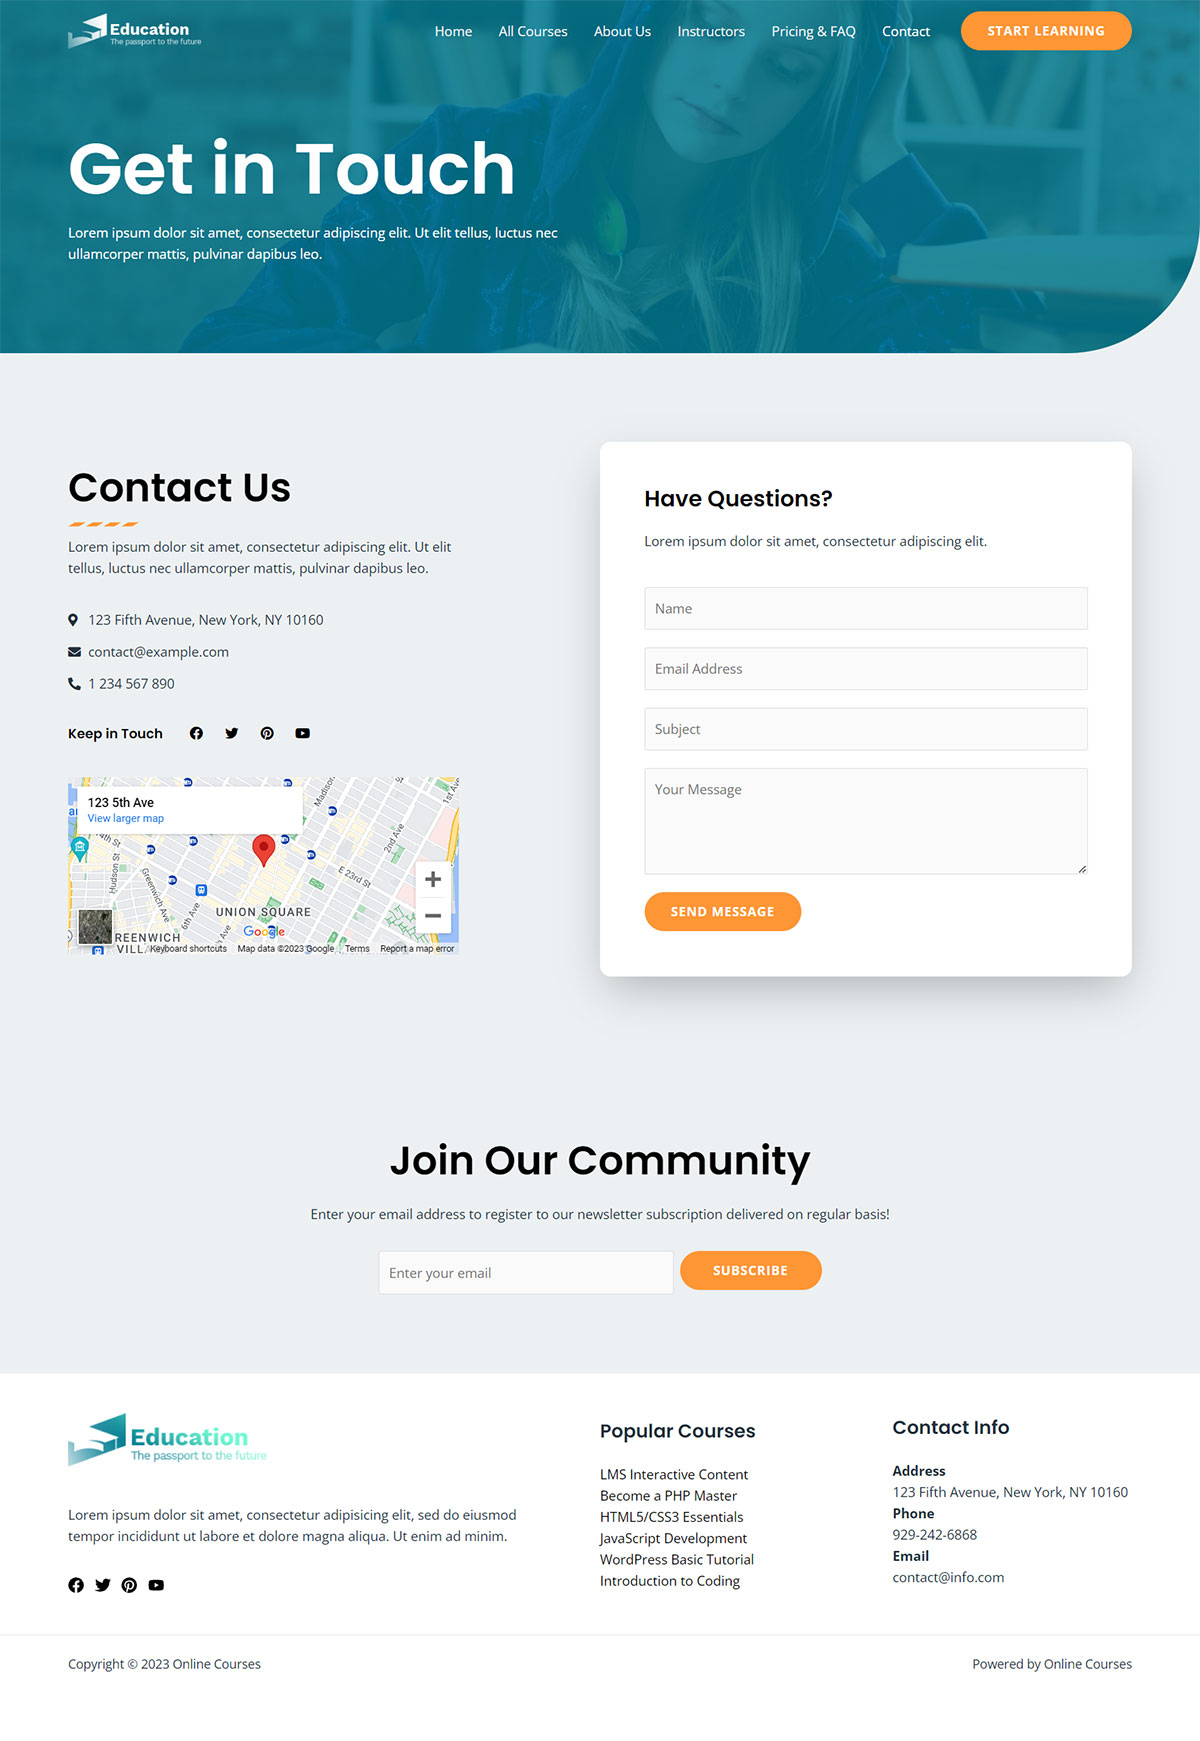 Education
The passport to the future
Home
All Courses
About Us
Instructors
Pricing & FAQ
Contact
START LEARNING
Get in Touch
Lorem ipsum dolor sit amet, consectetur adipiscing elit. Ut elit tellus, luctus nec
ullamcorper mattis, pulvinar dapibus leo.
Contact Us
Lorem ipsum dolor sit amet, consectetur adipiscing elit. Ut elit
tellus, luctus nec ullamcorper mattis, pulvinar dapibus leo.
123 Fifth Avenue, New York, NY 10160
contact@example.com
1 234 567 890
Keep in Touch
123 5th Ave
View larger map
Madison
1st Av
2nd Ave
E 23rd St
4th St
Hudson St
Greenwich Ave
6th Ave
UNION SQUARE
Google
REENWICH
VILLA
Keyboard shortcuts
Map data ©2023 Google
Terms
Report a map error
Have Questions?
Lorem ipsum dolor sit amet, consectetur adipiscing elit.
Name
Email Address
Subject
Your Message
SEND MESSAGE
Join Our Community
Enter your email address to register to our newsletter subscription delivered on regular basis!
Enter your email
SUBSCRIBE
Education
The passport to the future
Lorem ipsum dolor sit amet, consectetur adipisicing elit, sed do eiusmod
tempor incididunt ut labore et dolore magna aliqua. Ut enim ad minim.
Popular Courses
LMS Interactive Content
Become a PHP Master
HTML5/CSS3 Essentials
JavaScript Development
WordPress Basic Tutorial
Introduction to Coding
Contact Info
Address
123 Fifth Avenue, New York, NY 10160
Phone
929-242-6868
Email
contact@info.com
Copyright © 2023 Online Courses
Powered by Online Courses